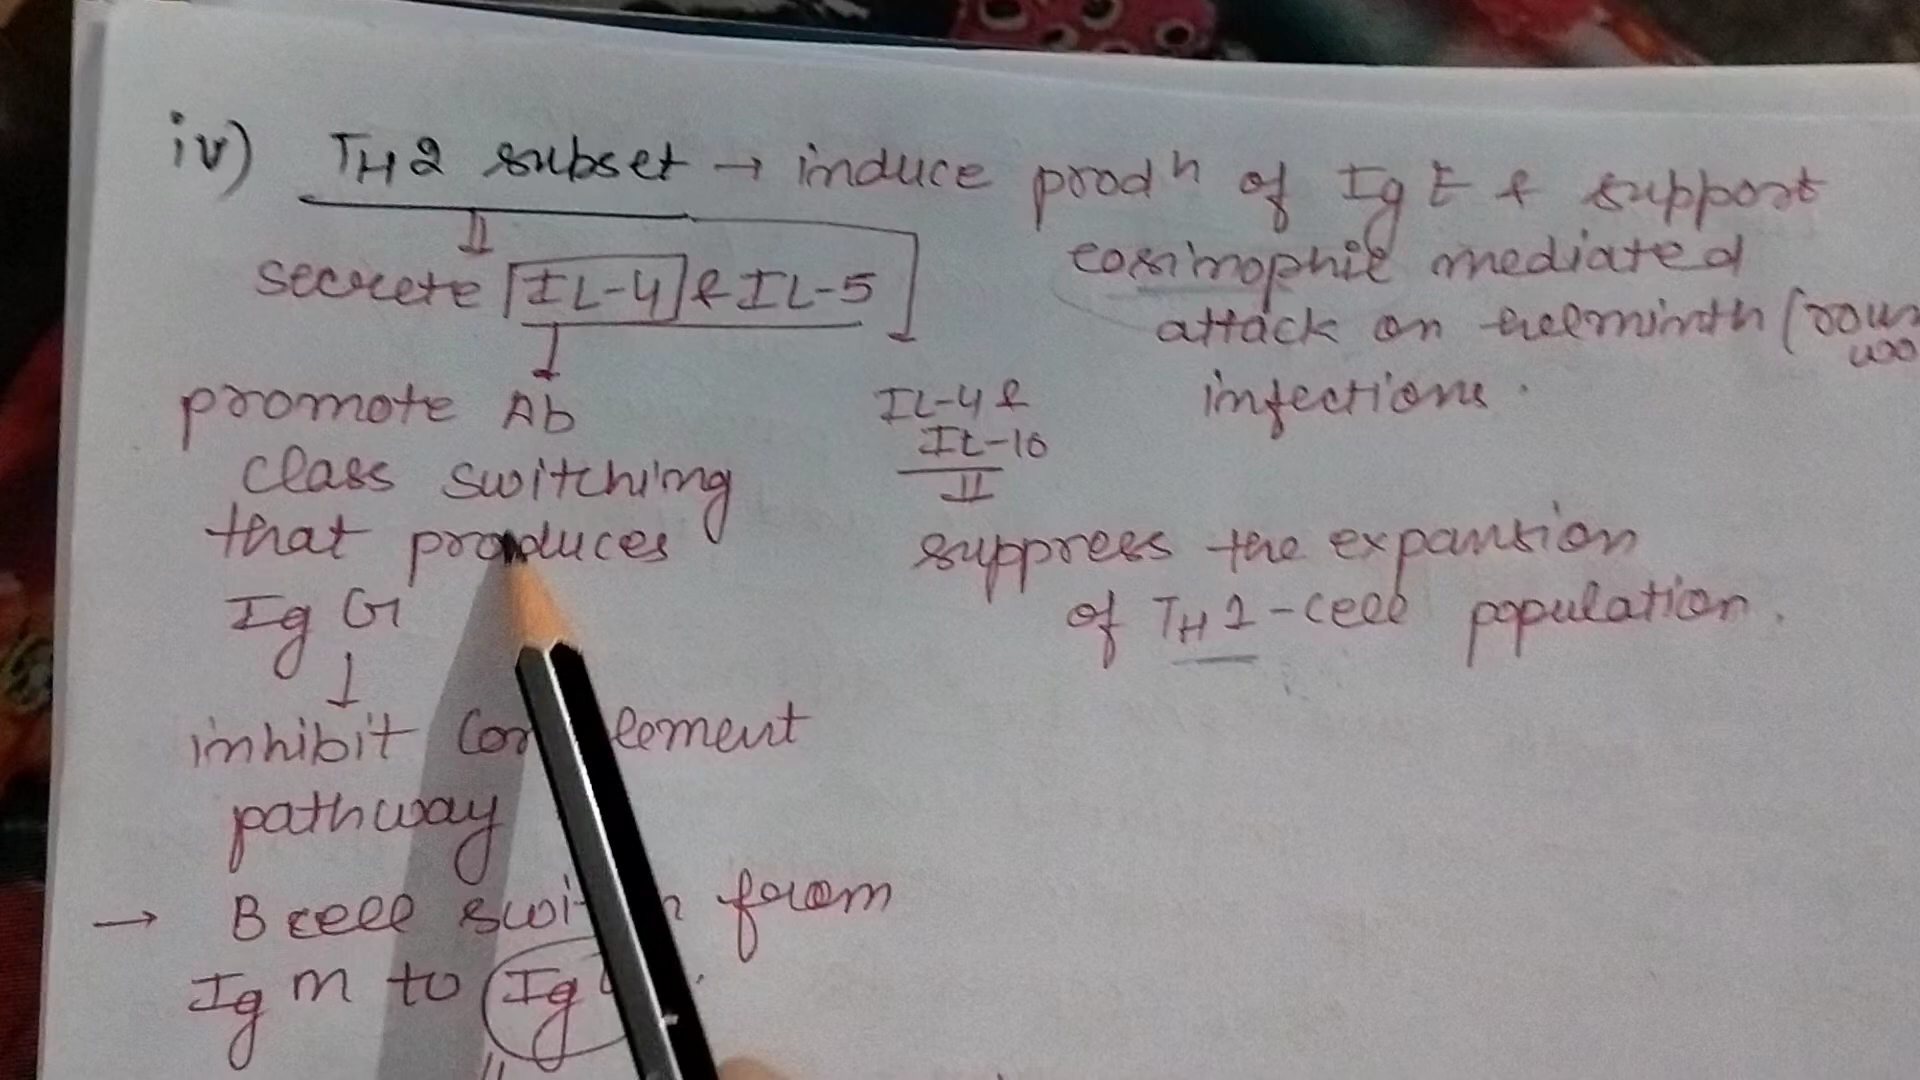 iv) TH2 subset → induce prodn of IgE & support
eosinophil mediated
attack on helminth (roun
infections.
secrete IL-4 & IL-5
promote Ab
class switching
that produces
IgG
inhibit lement
pathway
→ B cell from
IgM to Ig
IL-4 &
IL-10
suppress the expansion
of TH1-cell population.